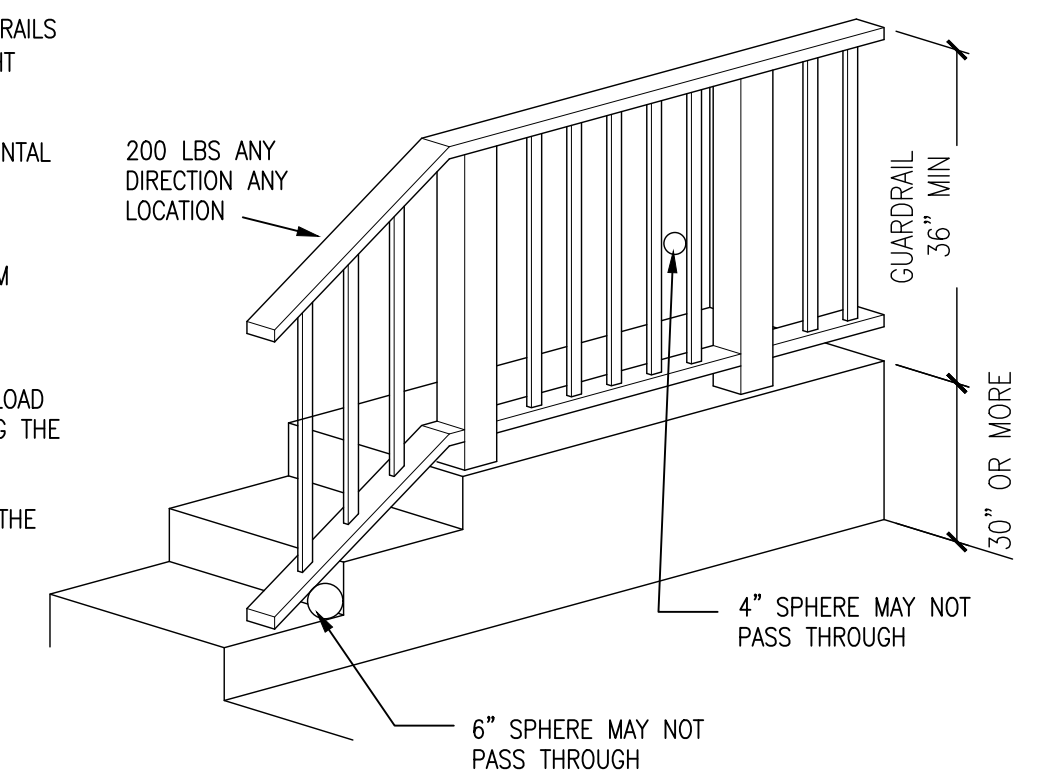 RAILS
HT
NTAL
M
LOAD
G THE
THE
200 LBS ANY
DIRECTION ANY
LOCATION
GUARDRAIL
36” MIN
30” OR MORE
4” SPHERE MAY NOT
PASS THROUGH
6” SPHERE MAY NOT
PASS THROUGH